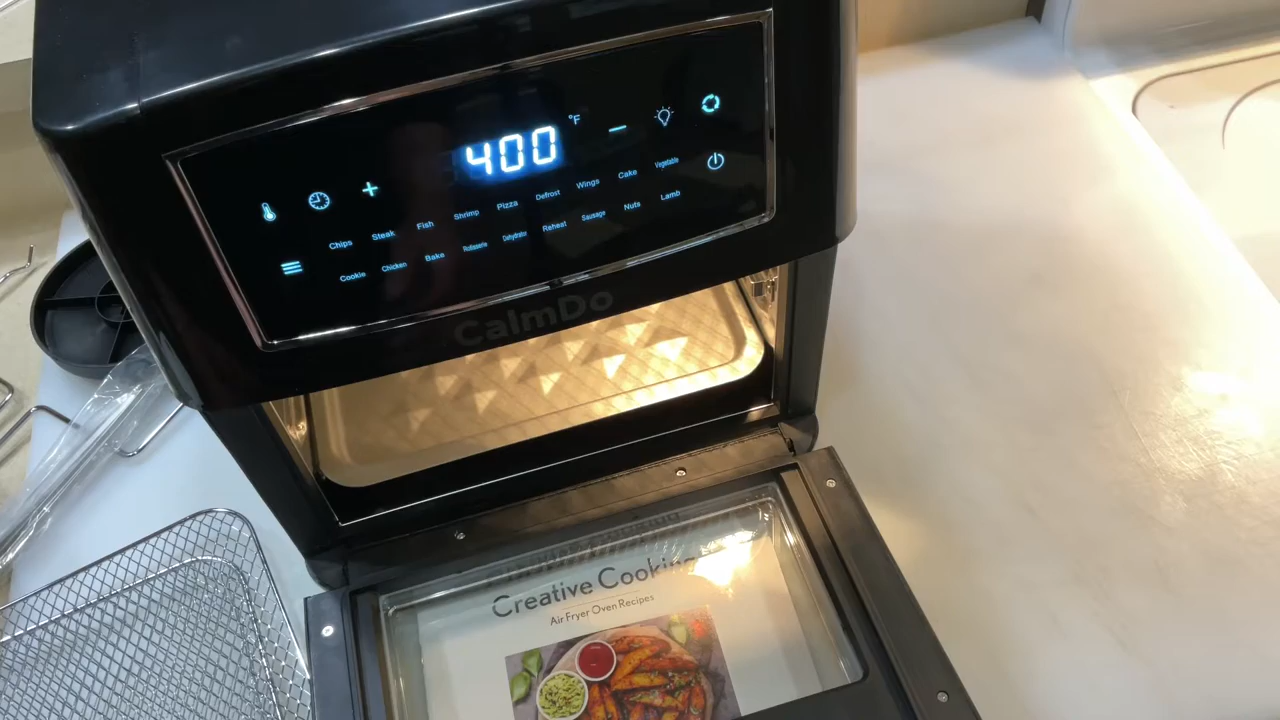 400 °F
Chips Steak Fish Shrimp Pizza Defrost Wings Cake Vegetable
Cookie Chicken Bake Rotisserie Dehydrator Reheat Sausage Nuts Lamb
CalmDo
Creative Cooking
Air Fryer Oven Recipes